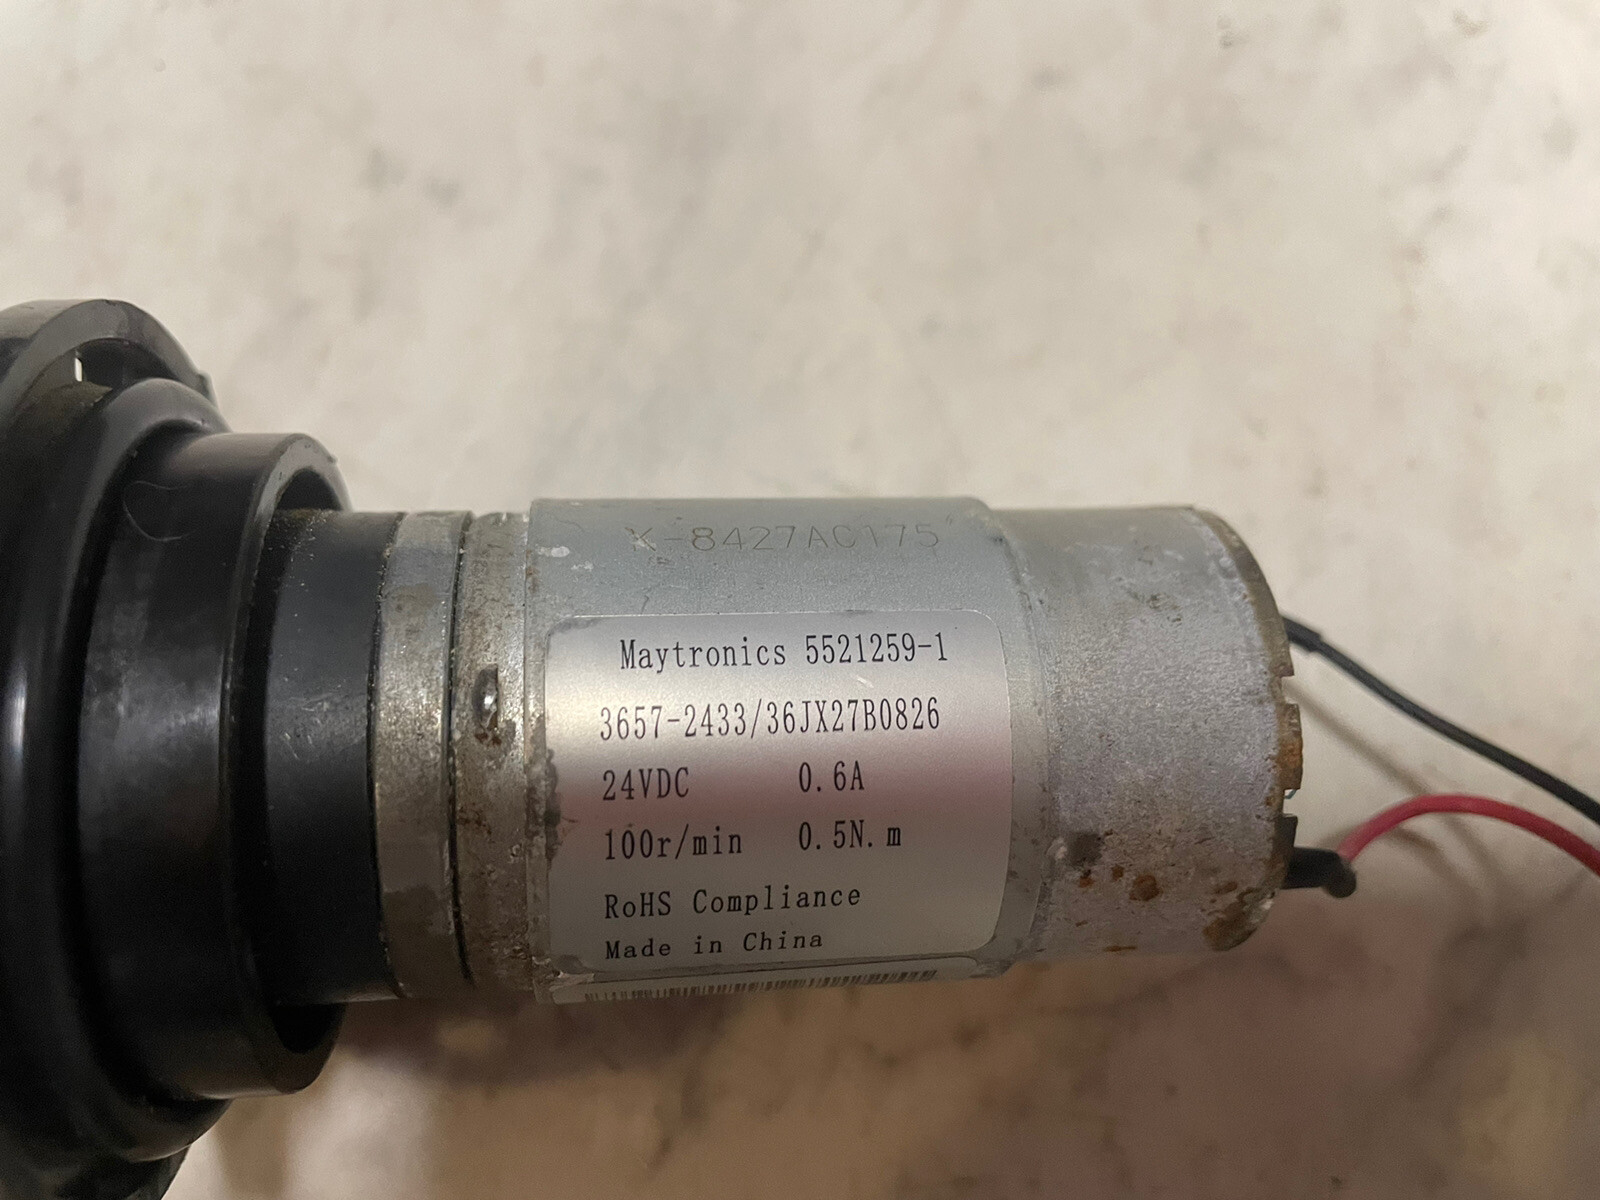 X-8427AC175
Maytronics 5521259-1
3657-2433/36JX27B0826
24VDC 0.6A
100r/min 0.5N.m
RoHS Compliance
Made in China